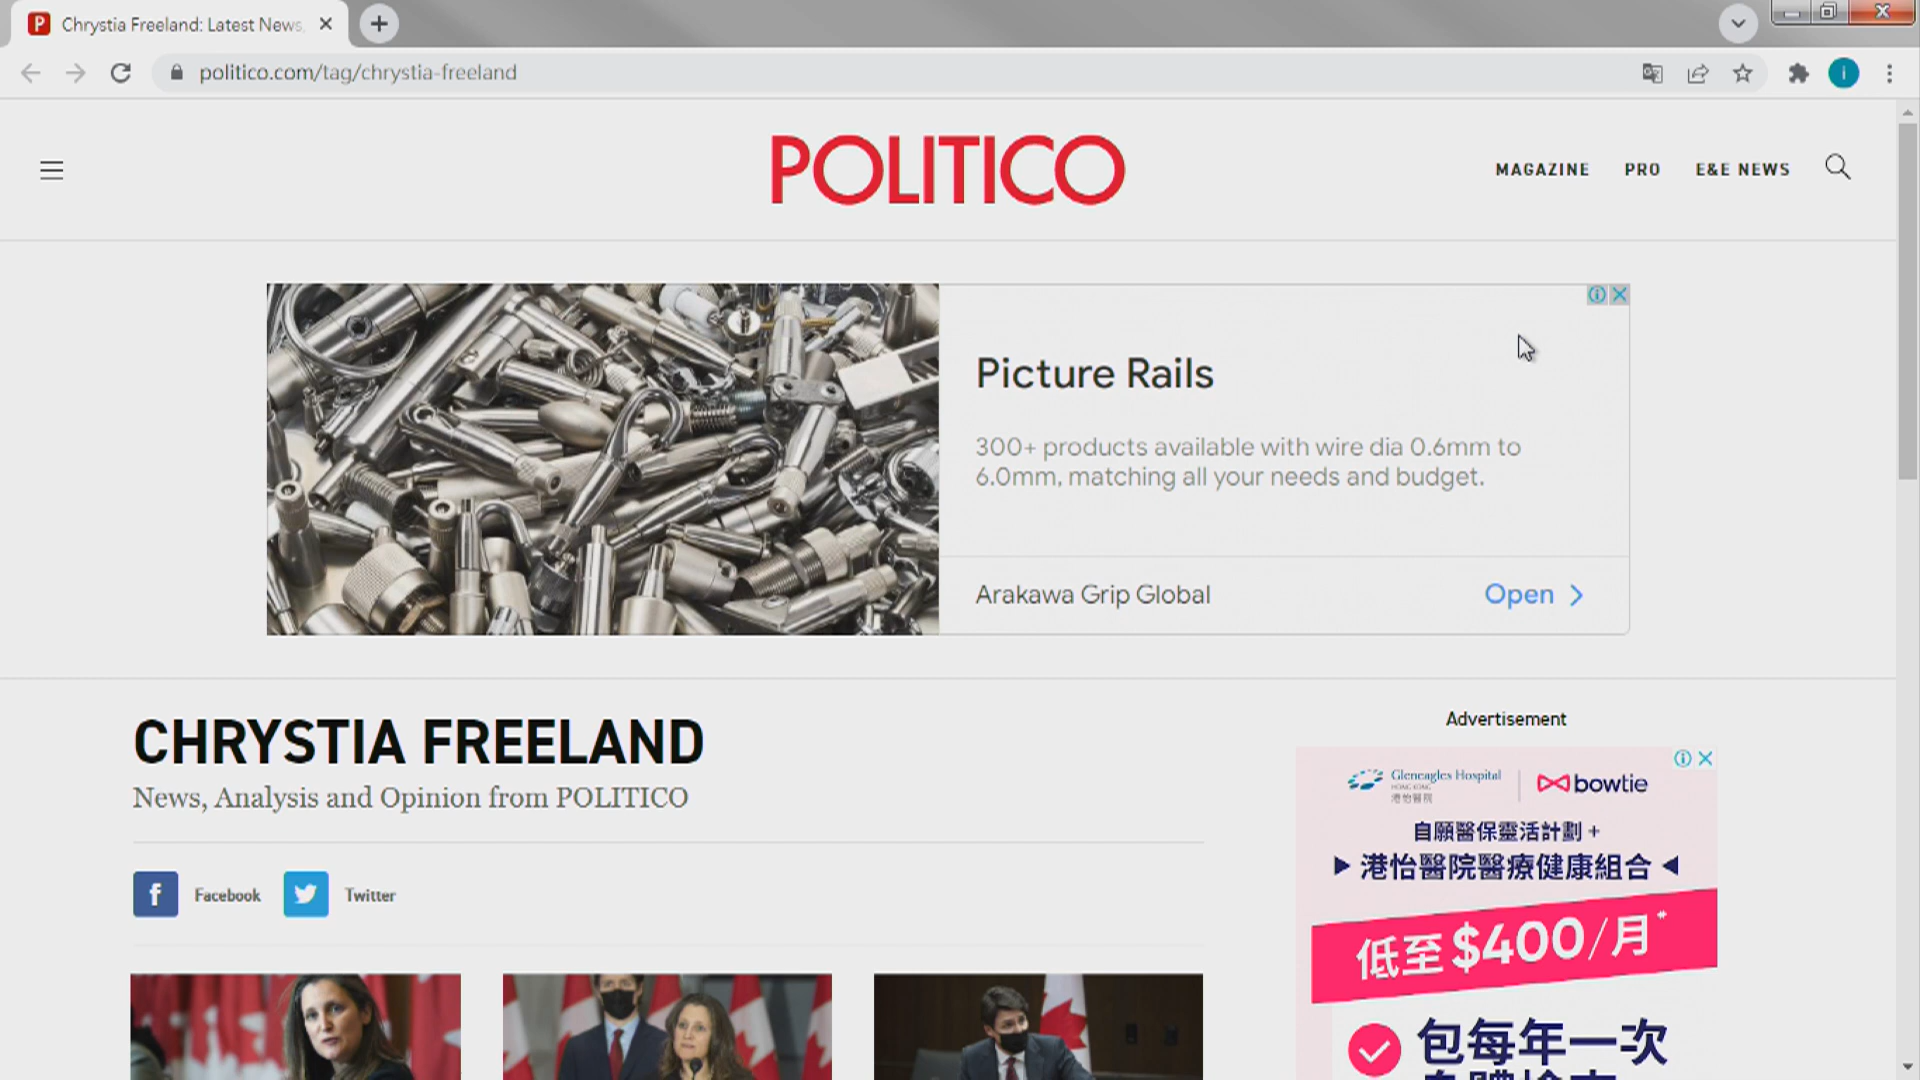 Chrystia Freeland: Latest News,
politico.com/tag/chrystia-freeland
i
POLITICO
MAGAZINE
PRO
E&E NEWS
Picture Rails
300+ products available with wire dia 0.6mm to
6.0mm, matching all your needs and budget.
Arakawa Grip Global
Open
CHRYSTIA FREELAND
News, Analysis and Opinion from POLITICO
Facebook
Twitter
Advertisement
Gleneagles Hospital
HONG KONG
港怡醫院
bowtie
自願醫保靈活計劃 +
港怡醫院醫療健康組合
低至 $400/月*
包每年一次